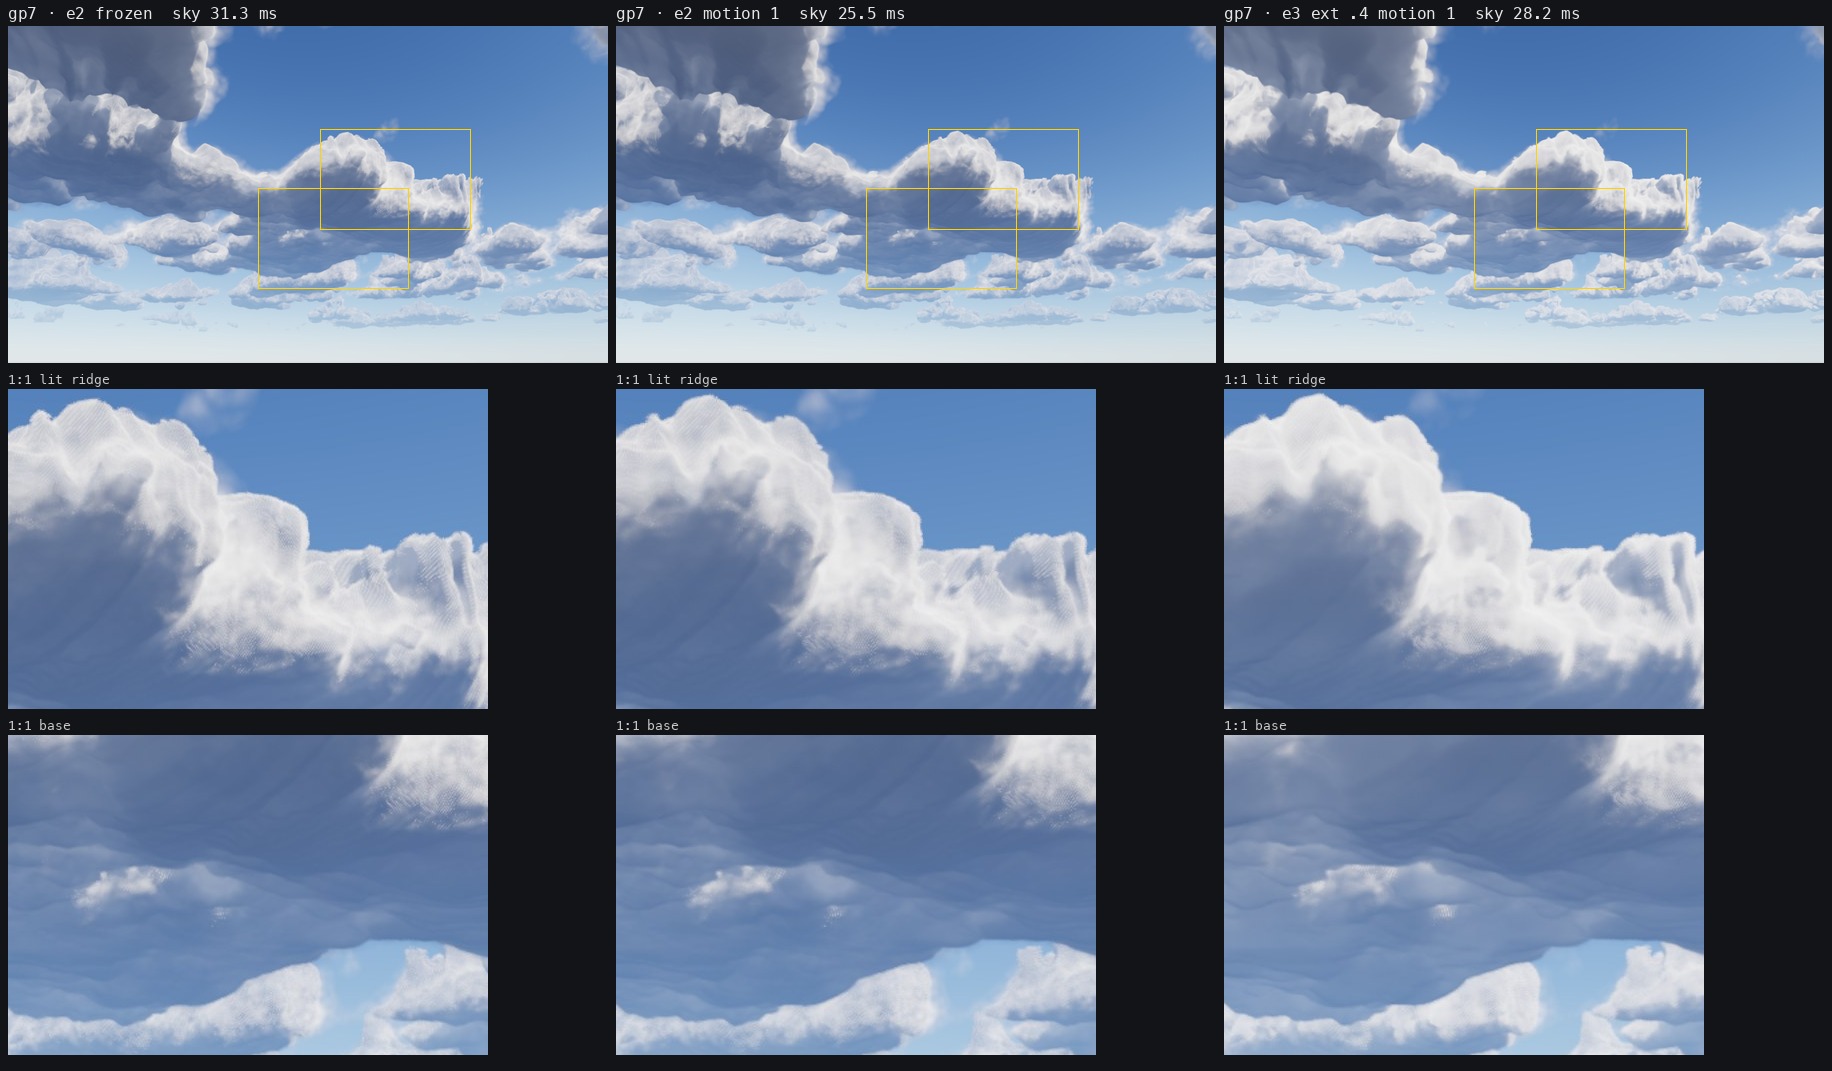 gp7 · e2 frozen  sky 31.3 ms
gp7 · e2 motion 1  sky 25.5 ms
gp7 · e3 ext .4 motion 1  sky 28.2 ms
1:1 lit ridge
1:1 lit ridge
1:1 lit ridge
1:1 base
1:1 base
1:1 base